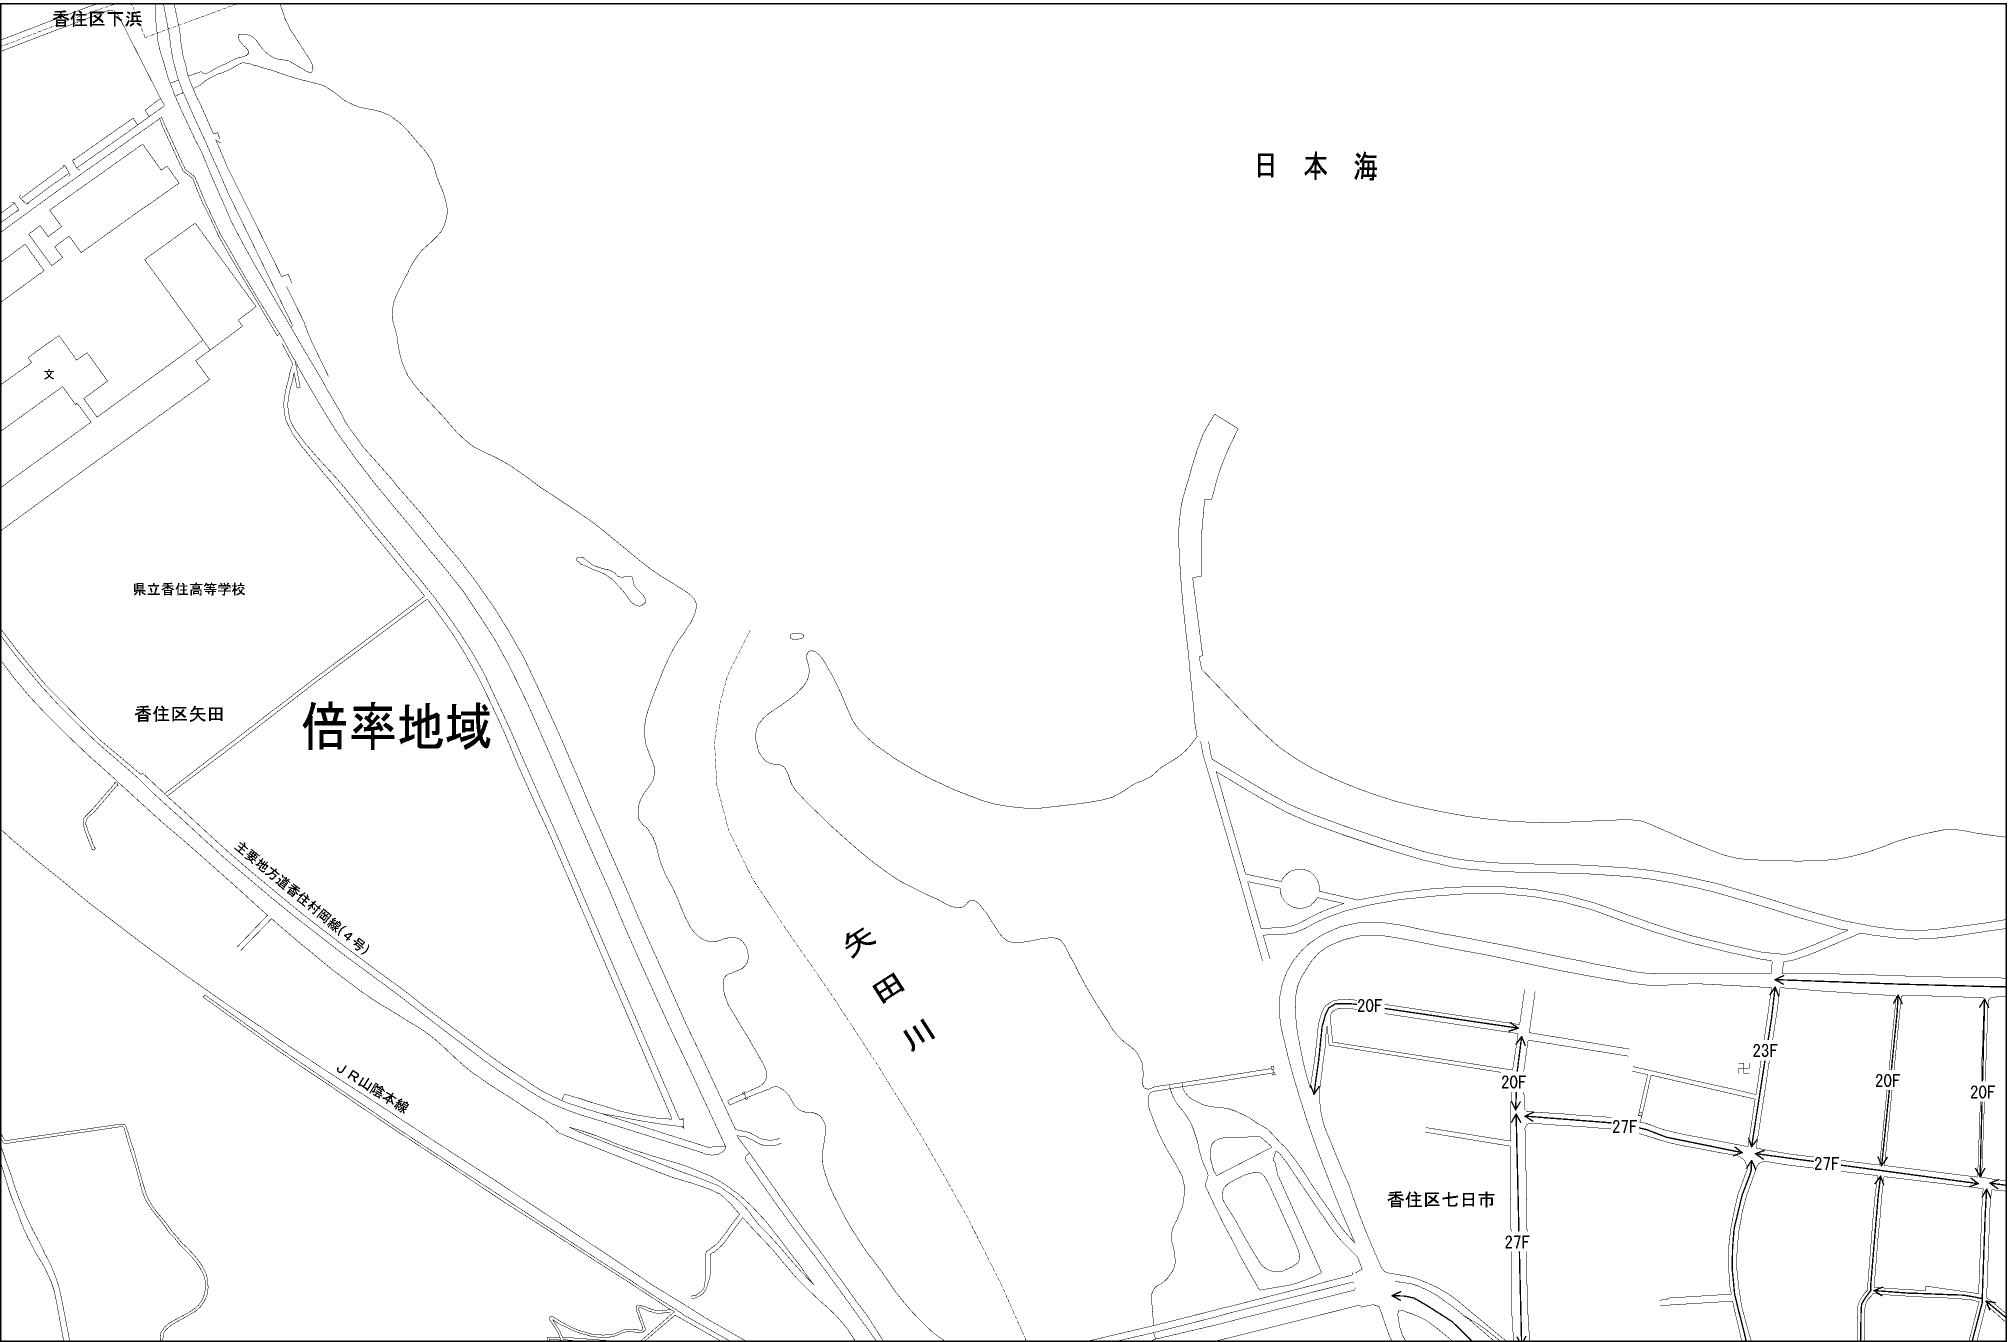 香住区下浜
日本海
文
県立香住高等学校
香住区矢田
倍率地域
主要地方道香住村岡線(4号)
矢田川
20F
23F
卍
20F
20F
20F
JR山陰本線
27F
27F
香住区七日市
27F